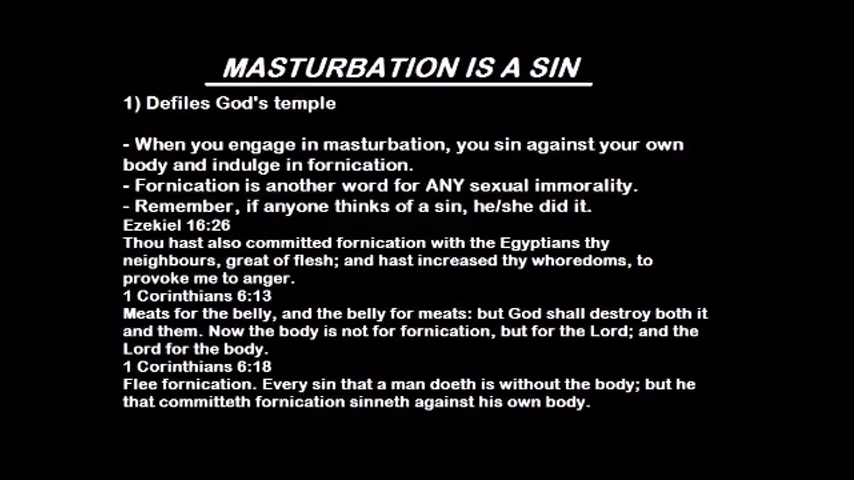 MASTURBATION IS A SIN
1) Defiles God's temple
- When you engage in masturbation, you sin against your own
body and indulge in fornication.
- Fornication is another word for ANY sexual immorality.
- Remember, if anyone thinks of a sin, he/she did it.
Ezekiel 16:26
Thou hast also committed fornication with the Egyptians thy
neighbours, great of flesh; and hast increased thy whoredoms, to
provoke me to anger.
1 Corinthians 6:13
Meats for the belly, and the belly for meats: but God shall destroy both it
and them. Now the body is not for fornication, but for the Lord; and the
Lord for the body.
1 Corinthians 6:18
Flee fornication. Every sin that a man doeth is without the body; but he
that committeth fornication sinneth against his own body.